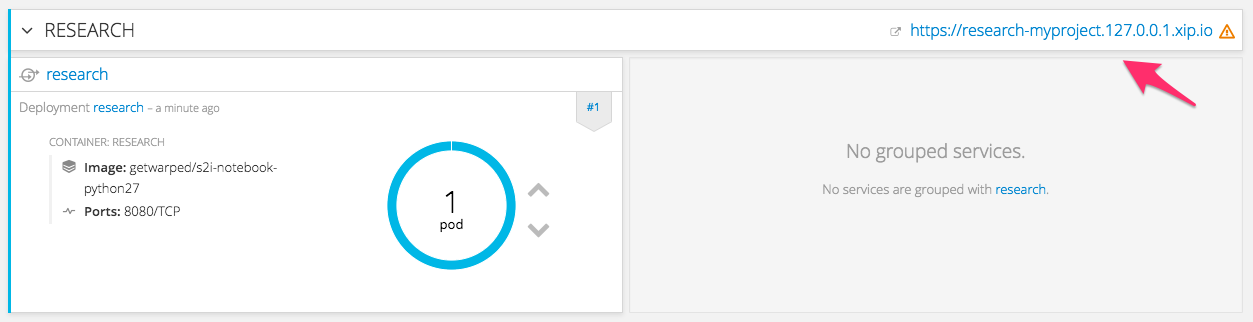 RESEARCH
https://research-myproject.127.0.0.1.xip.io
research
Deployment research – a minute ago
#1
CONTAINER: RESEARCH
Image: getwarped/s2i-notebook-
python27
Ports: 8080/TCP
1
pod
No grouped services.
No services are grouped with research.